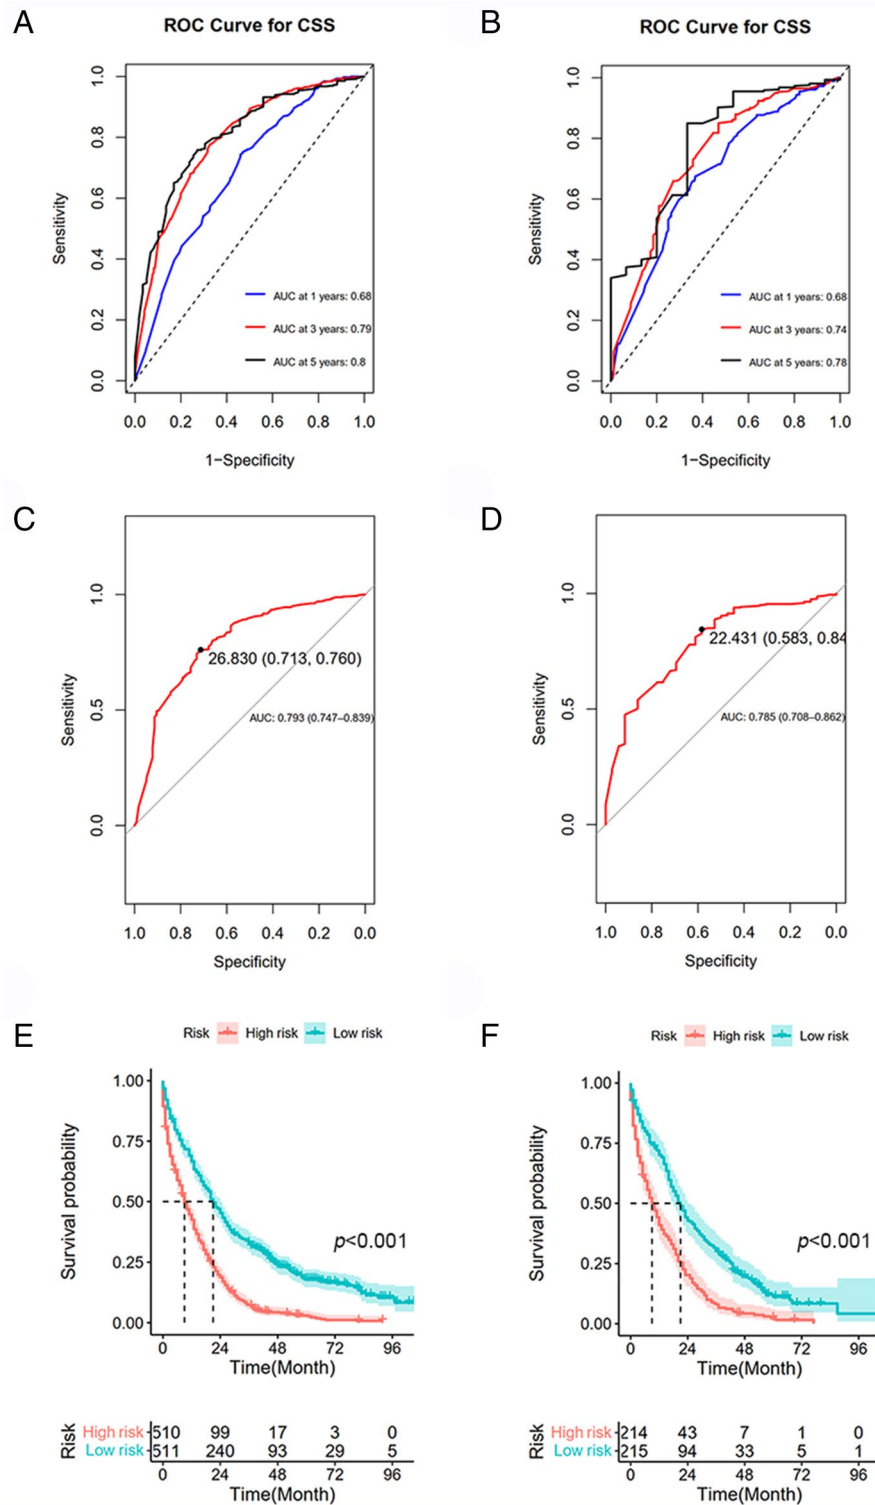 A
ROC Curve for CSS
Sensitivity
1.0
0.8
0.6
0.4
0.2
0.0
AUC at 1 years: 0.68
AUC at 3 years: 0.79
AUC at 5 years: 0.8
0.0 0.2 0.4 0.6 0.8 1.0
1−Specificity
B
ROC Curve for CSS
Sensitivity
1.0
0.8
0.6
0.4
0.2
0.0
AUC at 1 years: 0.68
AUC at 3 years: 0.74
AUC at 5 years: 0.78
0.0 0.2 0.4 0.6 0.8 1.0
1−Specificity
C
Sensitivity
1.0
0.5
0.0
26.830 (0.713, 0.760)
AUC: 0.793 (0.747–0.839)
1.0 0.8 0.6 0.4 0.2 0.0
Specificity
D
Sensitivity
1.0
0.5
0.0
22.431 (0.583, 0.84
AUC: 0.785 (0.708–0.862)
1.0 0.8 0.6 0.4 0.2 0.0
Specificity
E
Risk High risk Low risk
Survival probability
1.00
0.75
0.50
0.25
0.00
p<0.001
0 24 48 72 96
Time(Month)
Risk
High risk 510 99 17 3 0
Low risk 511 240 93 29 5
0 24 48 72 96
Time(Month)
F
Risk High risk Low risk
Survival probability
1.00
0.75
0.50
0.25
0.00
p<0.001
0 24 48 72 96
Time(Month)
Risk
High risk 214 43 7 1 0
Low risk 215 94 33 5 1
0 24 48 72 96
Time(Month)